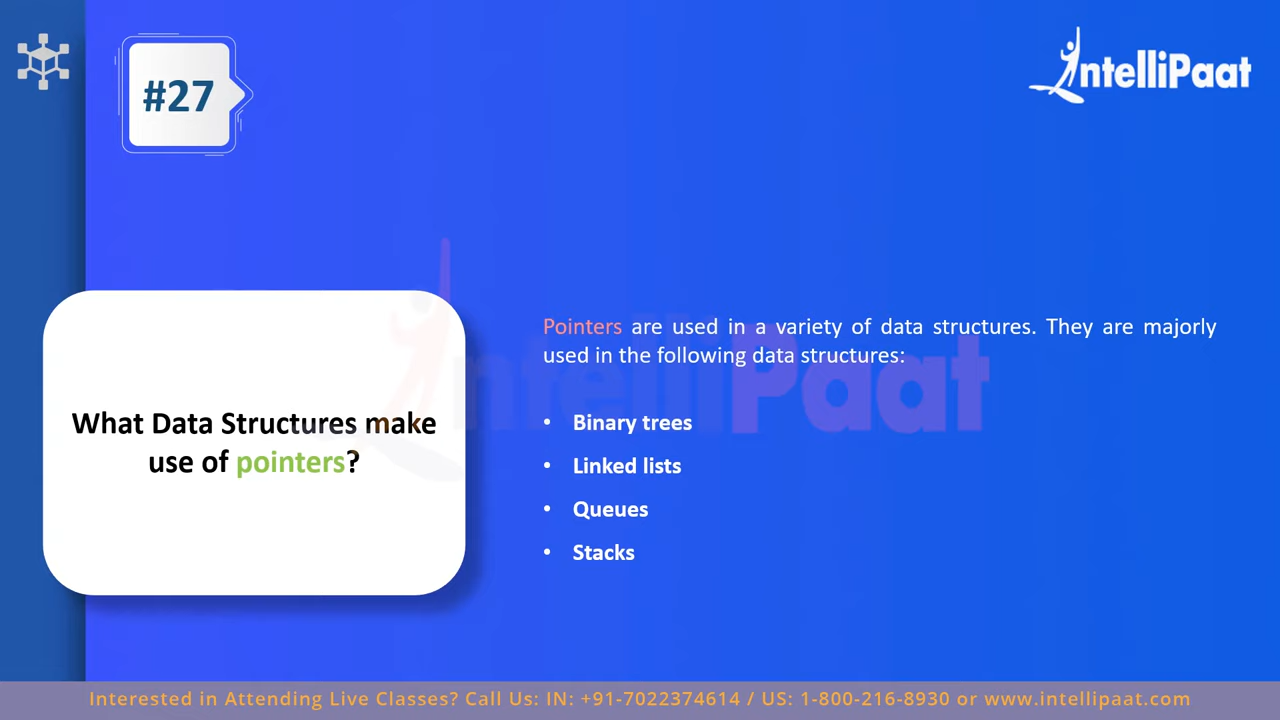 #27
IntelliPaat
What Data Structures make
use of pointers?
Pointers are used in a variety of data structures. They are majorly
used in the following data structures:
• Binary trees
• Linked lists
• Queues
• Stacks
IntelliPaat
Interested in Attending Live Classes? Call Us: IN: +91-7022374614 / US: 1-800-216-8930 or www.intellipaat.com